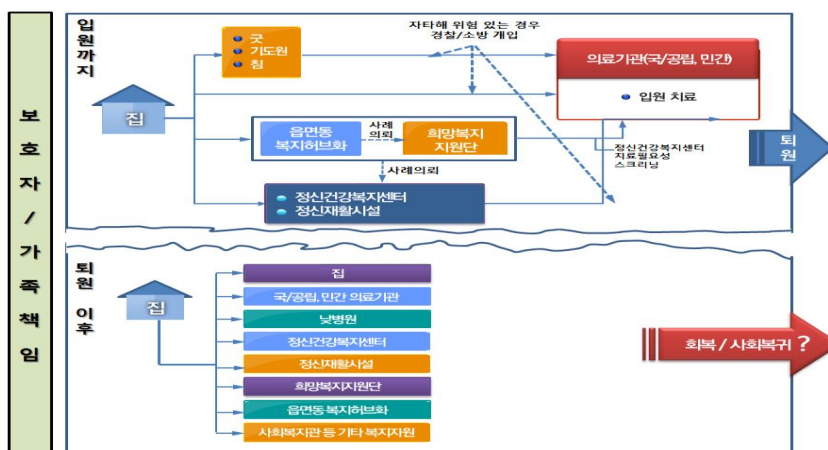 보호자/가족책임
입원까지
집
굿
기도원
침
자타해 위험 있는 경우
경찰/소방 개입
의료기관(국/공립, 민간)
입원 치료
읍면동
복지허브화
사례
의뢰
희망복지
지원단
사례의뢰
정신건강복지센터
정신재활시설
정신건강복지센터
치료필요성
스크리닝
퇴원
퇴원 이후
집
집
국/공립, 민간 의료기관
낮병원
정신건강복지센터
정신재활시설
희망복지지원단
읍면동 복지허브화
사회복지관 등 기타 복지자원
회복 / 사회복귀 ?